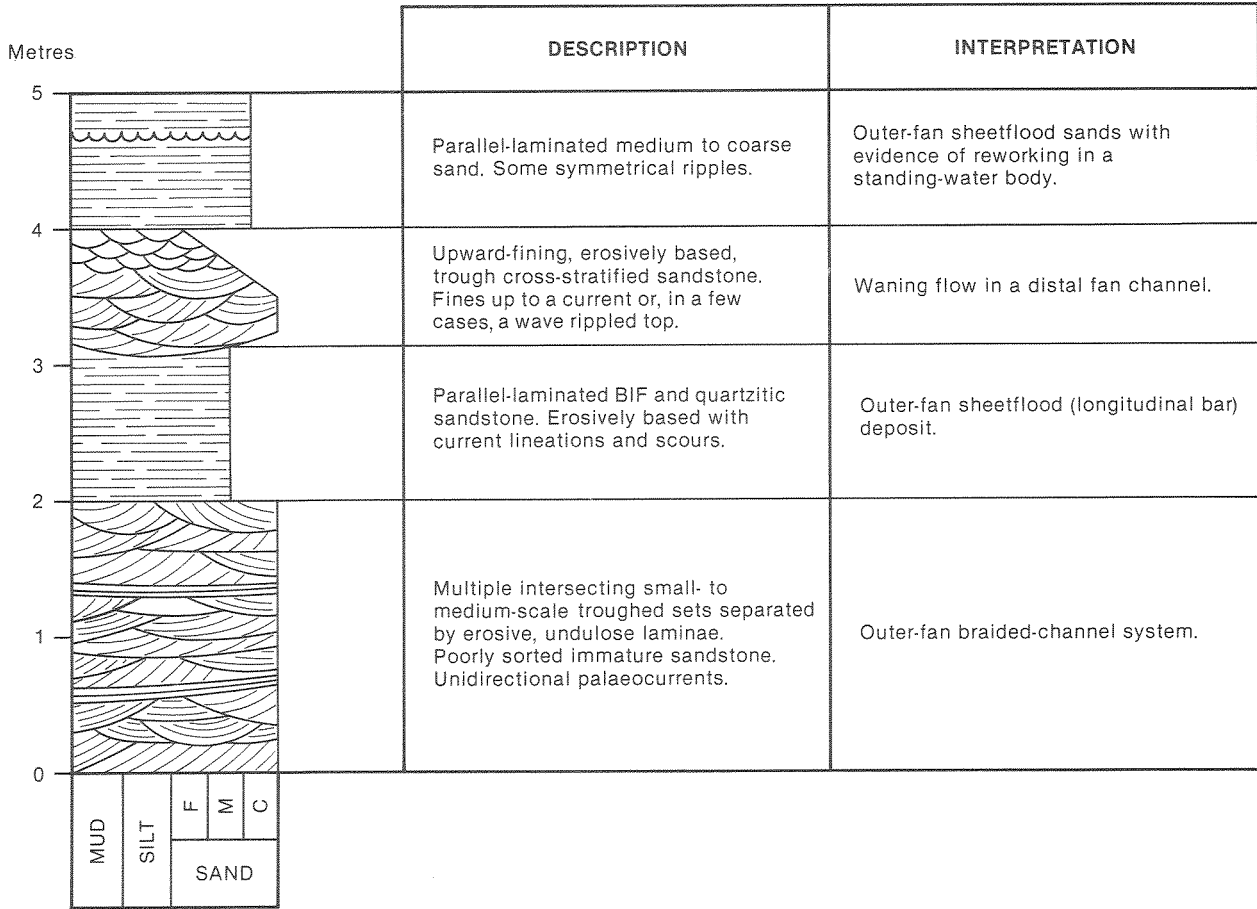 Metres
DESCRIPTION
INTERPRETATION
5
Parallel-laminated medium to coarse
sand. Some symmetrical ripples.
Outer-fan sheetflood sands with
evidence of reworking in a
standing-water body.
4
Upward-fining, erosively based,
trough cross-stratified sandstone.
Fines up to a current or, in a few
cases, a wave rippled top.
Waning flow in a distal fan channel.
3
Parallel-laminated BIF and quartzitic
sandstone. Erosively based with
current lineations and scours.
Outer-fan sheetflood (longitudinal bar)
deposit.
2
Multiple intersecting small- to
medium-scale troughed sets separated
by erosive, undulose laminae.
Poorly sorted immature sandstone.
Unidirectional palaeocurrents.
Outer-fan braided-channel system.
1
0
MUD
SILT
F
M
C
SAND